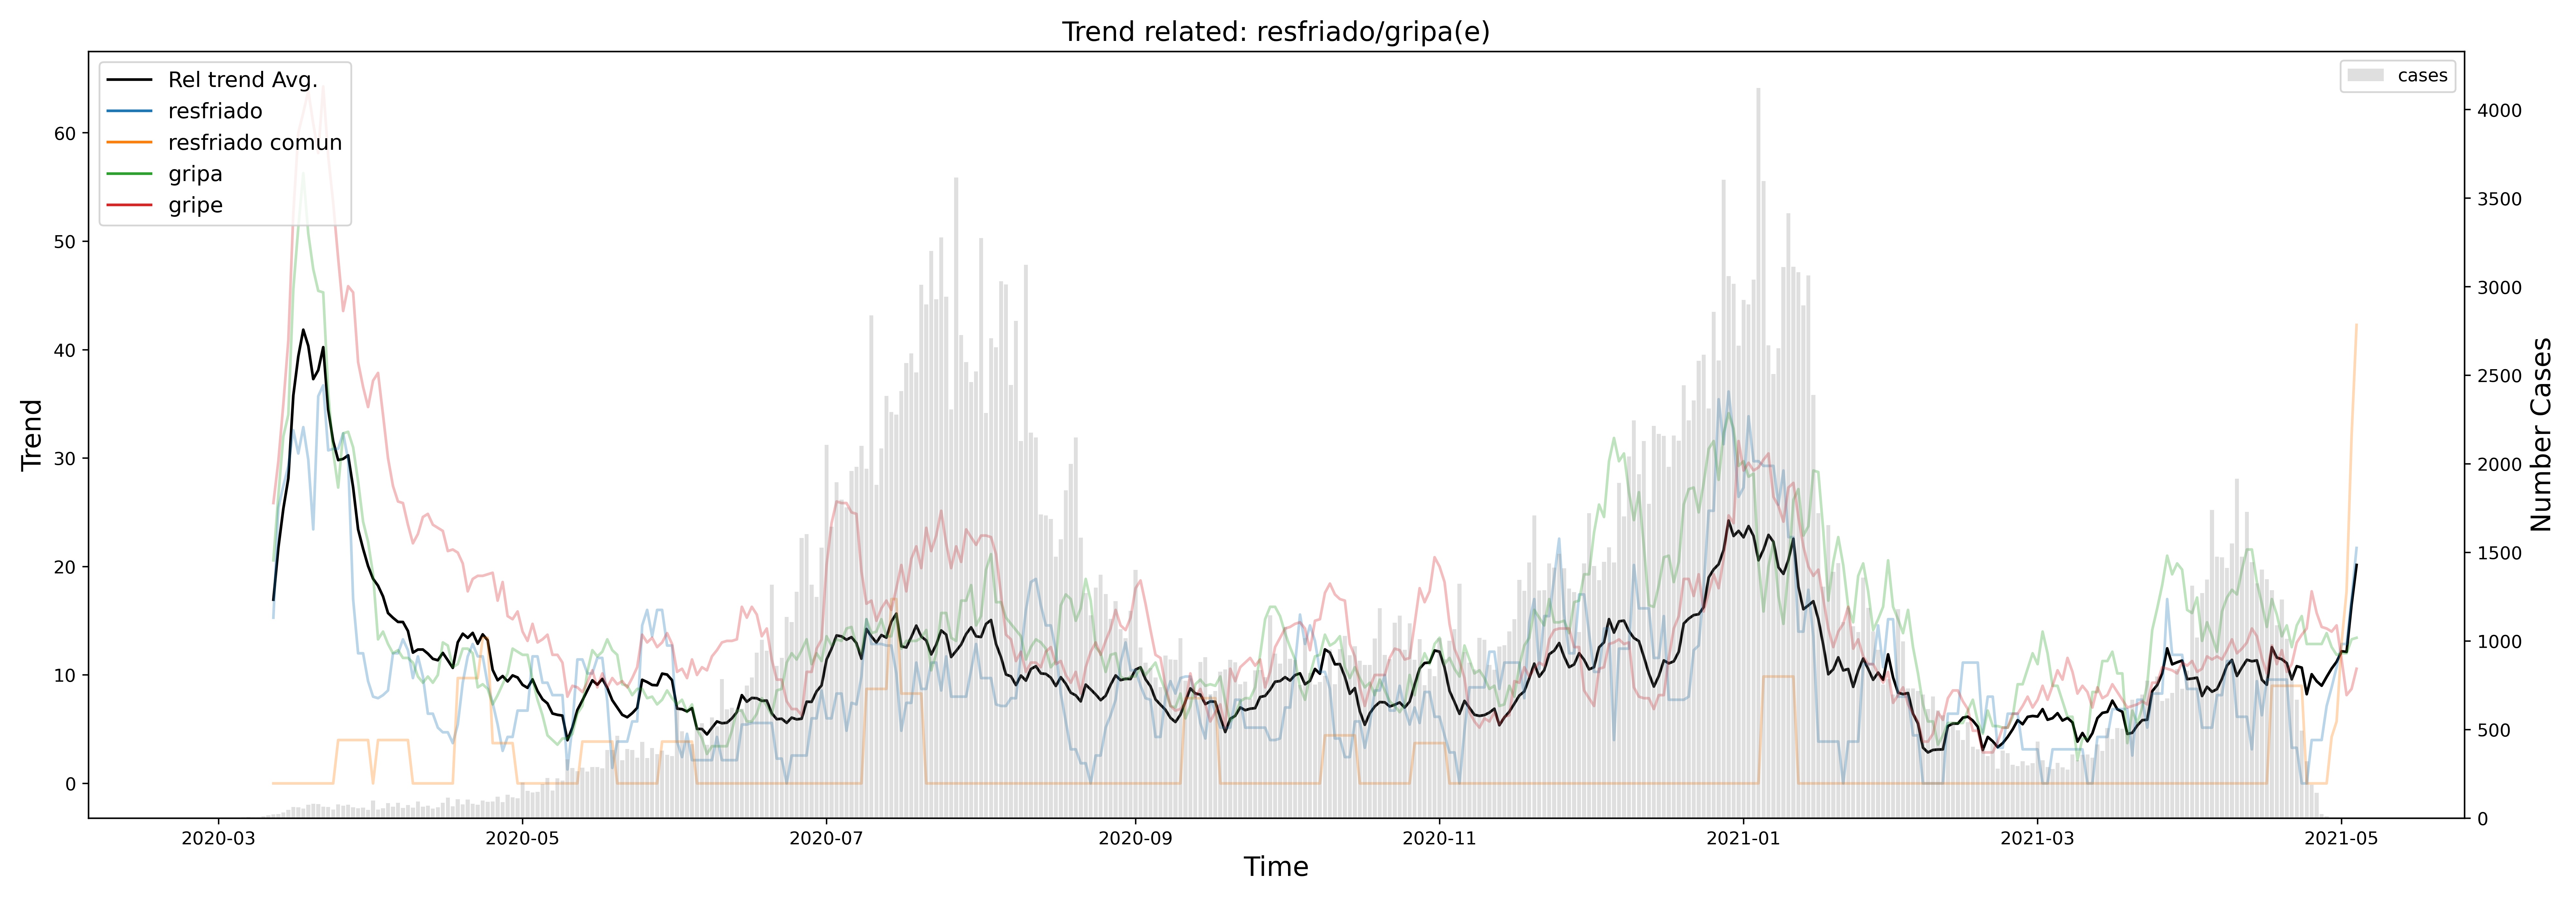 Trend related: resfriado/gripa(e)
Rel trend Avg.
resfriado
resfriado comun
gripa
gripe
cases
Trend
60
50
40
30
20
10
0
4000
3500
3000
2500
2000
1500
1000
500
0
Number Cases
2020-03 2020-05 2020-07 2020-09 2020-11 2021-01 2021-03 2021-05
Time